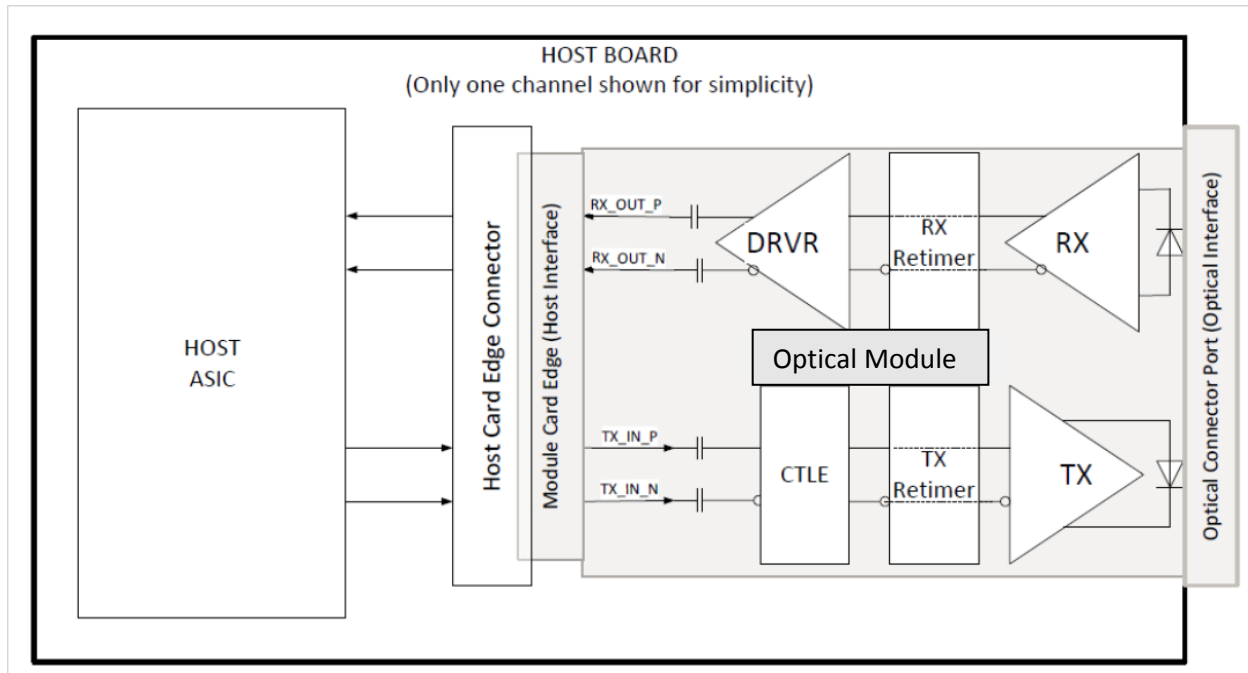 HOST BOARD
(Only one channel shown for simplicity)
HOST
ASIC
Host Card Edge Connector
Module Card Edge (Host Interface)
RX_OUT_P
RX_OUT_N
DRVR
RX
Retimer
RX
Optical Module
TX_IN_P
TX_IN_N
CTLE
TX
Retimer
TX
Optical Connector Port (Optical Interface)